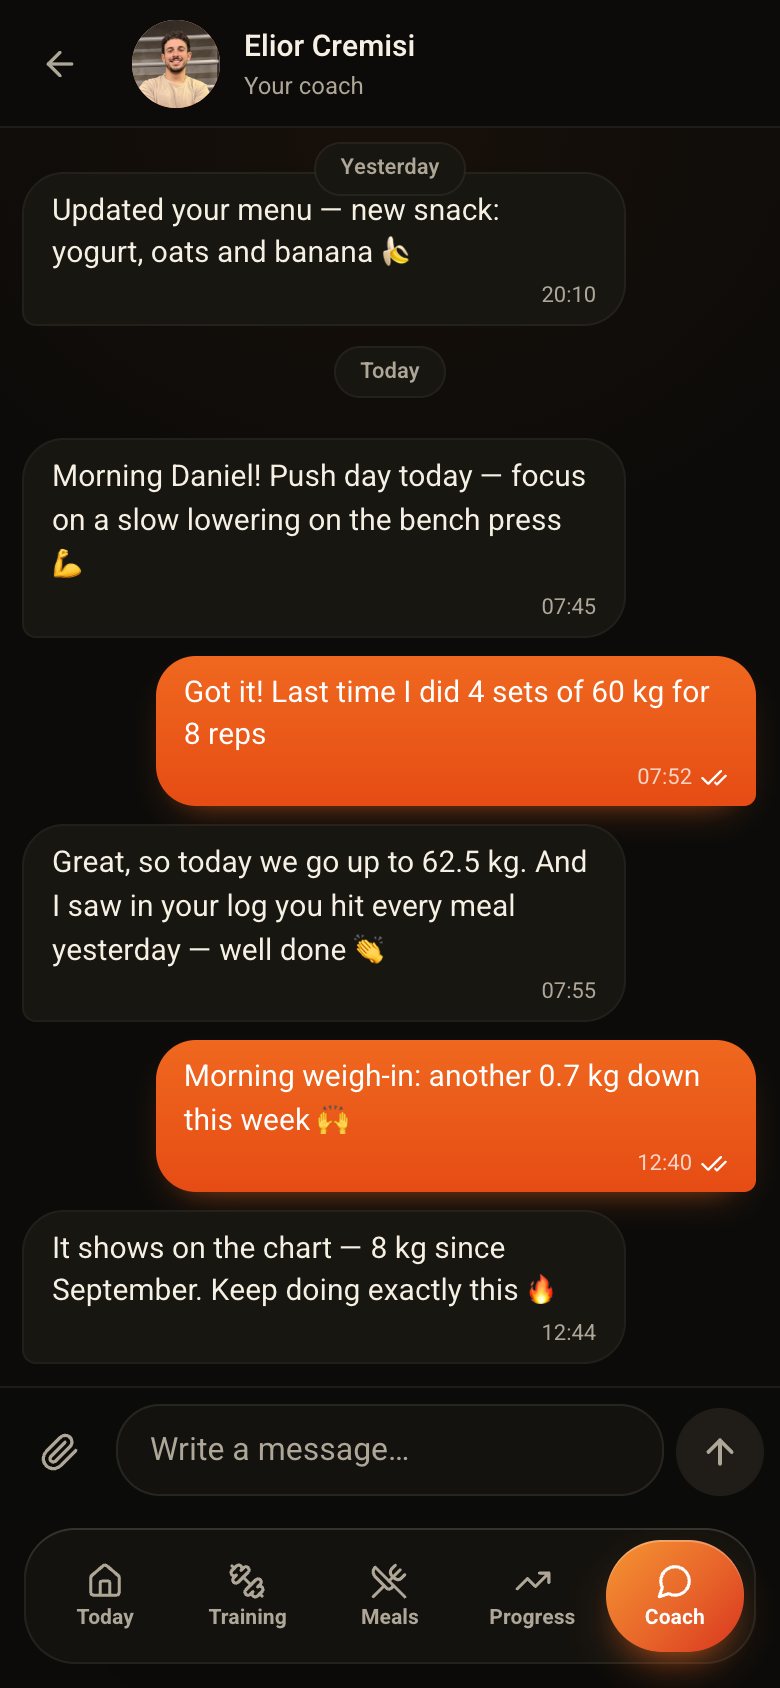 Elior Cremisi
Your coach
Yesterday
Updated your menu — new snack:
yogurt, oats and banana 🍌
20:10
Today
Morning Daniel! Push day today — focus
on a slow lowering on the bench press
💪
07:45
Got it! Last time I did 4 sets of 60 kg for
8 reps
07:52
Great, so today we go up to 62.5 kg. And
I saw in your log you hit every meal
yesterday — well done 👏
07:55
Morning weigh-in: another 0.7 kg down
this week 🙌
12:40
It shows on the chart — 8 kg since
September. Keep doing exactly this 🔥
12:44
Write a message…
Today
Training
Meals
Progress
Coach